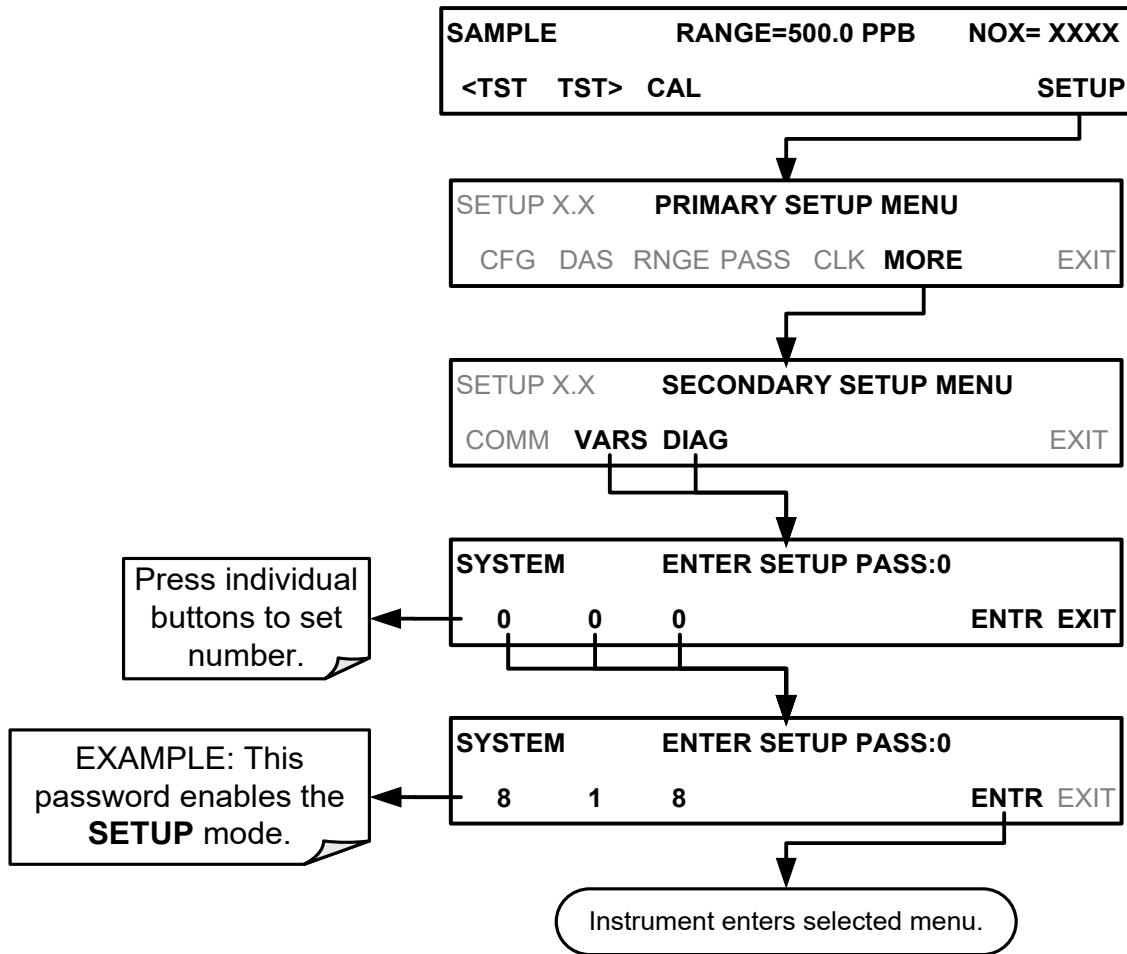 SAMPLE RANGE=500.0 PPB NOX= XXXX
<TST TST> CAL SETUP
SETUP X.X PRIMARY SETUP MENU
CFG DAS RNGE PASS CLK MORE EXIT
SETUP X.X SECONDARY SETUP MENU
COMM VARS DIAG EXIT
SYSTEM ENTER SETUP PASS:0
0 0 0 ENTR EXIT
Press individual
buttons to set
number.
SYSTEM ENTER SETUP PASS:0
8 1 8 ENTR EXIT
EXAMPLE: This
password enables the
SETUP mode.
Instrument enters selected menu.